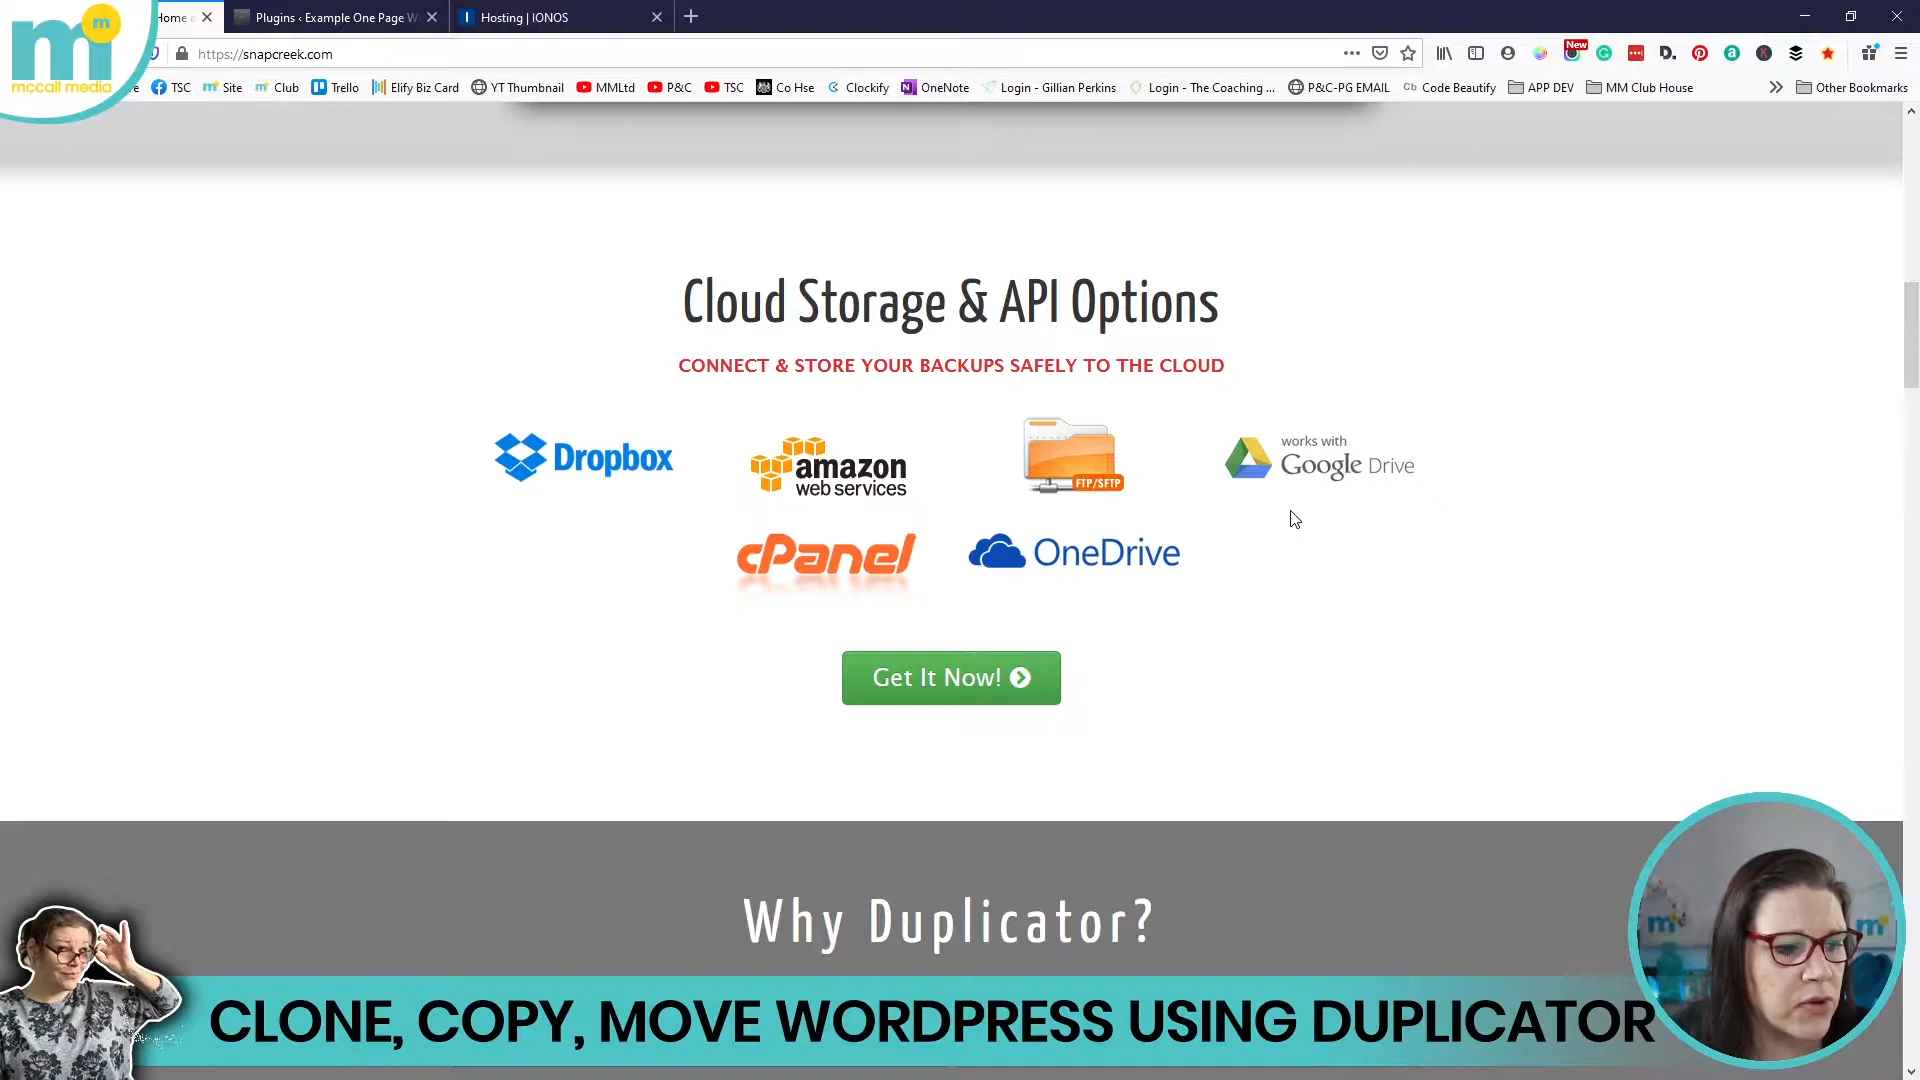 Home
Plugins ‹ Example One Page W
Hosting | IONOS
m
mccall media
https://snapcreek.com
New
TSC
Site
Club
Trello
Elify Biz Card
YT Thumbnail
MMLtd
P&C
TSC
Co Hse
Clockify
OneNote
Login - Gillian Perkins
Login - The Coaching ...
P&C-PG EMAIL
Cb Code Beautify
APP DEV
MM Club House
Other Bookmarks
Cloud Storage & API Options
CONNECT & STORE YOUR BACKUPS SAFELY TO THE CLOUD
Dropbox
amazon
web services
FTP/SFTP
works with
Google Drive
cPanel
OneDrive
Get It Now!
Why Duplicator?
CLONE, COPY, MOVE WORDPRESS USING DUPLICATOR